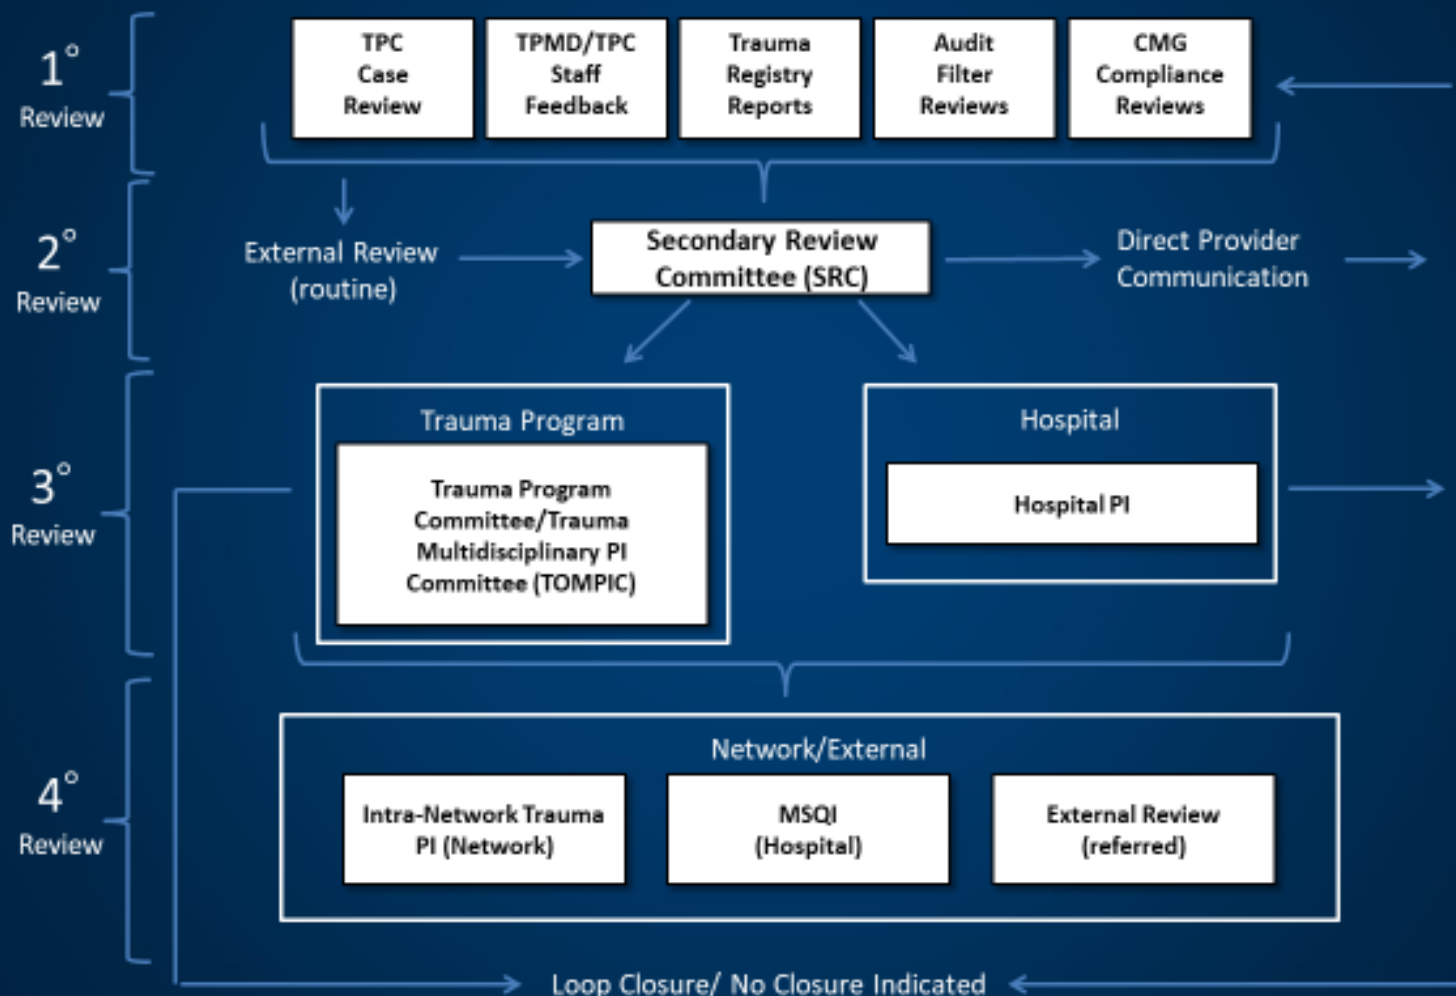 1°
Review
TPC
Case
Review
TPMD/TPC
Staff
Feedback
Trauma
Registry
Reports
Audit
Filter
Reviews
CMG
Compliance
Reviews
2°
Review
External Review
(routine)
Secondary Review
Committee (SRC)
Direct Provider
Communication
3°
Review
Trauma Program
Trauma Program
Committee/Trauma
Multidisciplinary PI
Committee (TOMPIC)
Hospital
Hospital PI
4°
Review
Network/External
Intra-Network Trauma
PI (Network)
MSQI
(Hospital)
External Review
(referred)
Loop Closure/ No Closure Indicated